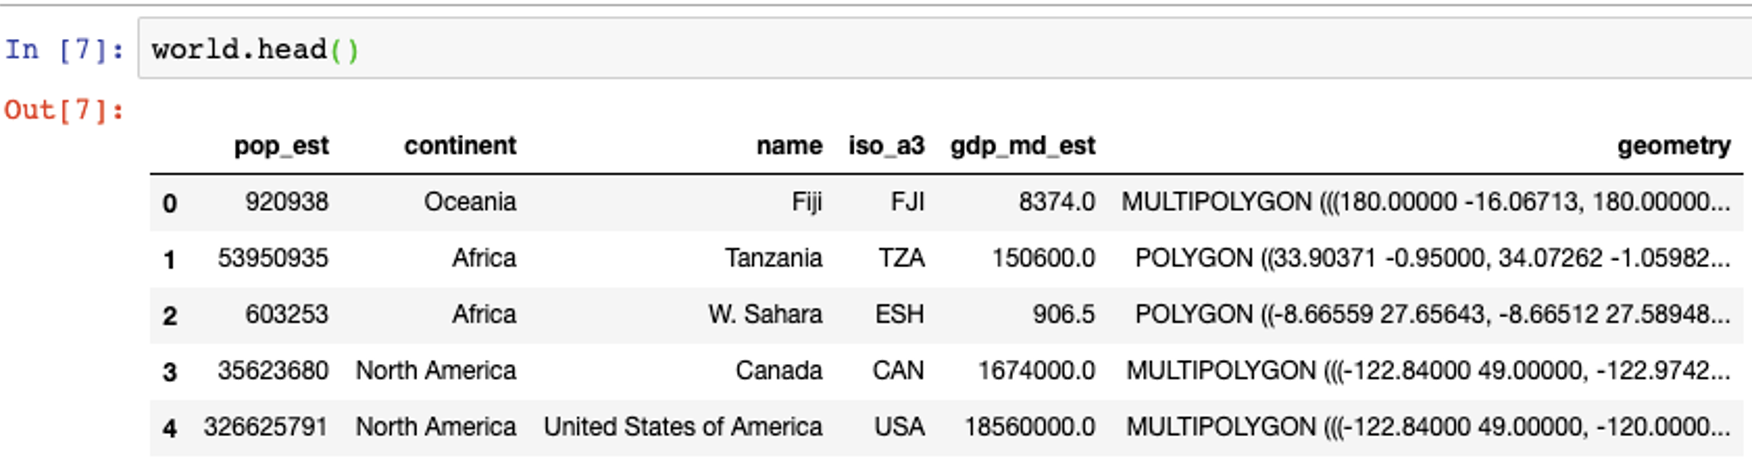 In [7]: world.head()
Out[7]:
pop_est continent name iso_a3 gdp_md_est geometry
0 920938 Oceania Fiji FJI 8374.0 MULTIPOLYGON (((180.00000 -16.06713, 180.00000...
1 53950935 Africa Tanzania TZA 150600.0 POLYGON ((33.90371 -0.95000, 34.07262 -1.05982...
2 603253 Africa W. Sahara ESH 906.5 POLYGON ((-8.66559 27.65643, -8.66512 27.58948...
3 35623680 North America Canada CAN 1674000.0 MULTIPOLYGON (((-122.84000 49.00000, -122.9742...
4 326625791 North America United States of America USA 18560000.0 MULTIPOLYGON (((-122.84000 49.00000, -120.0000...